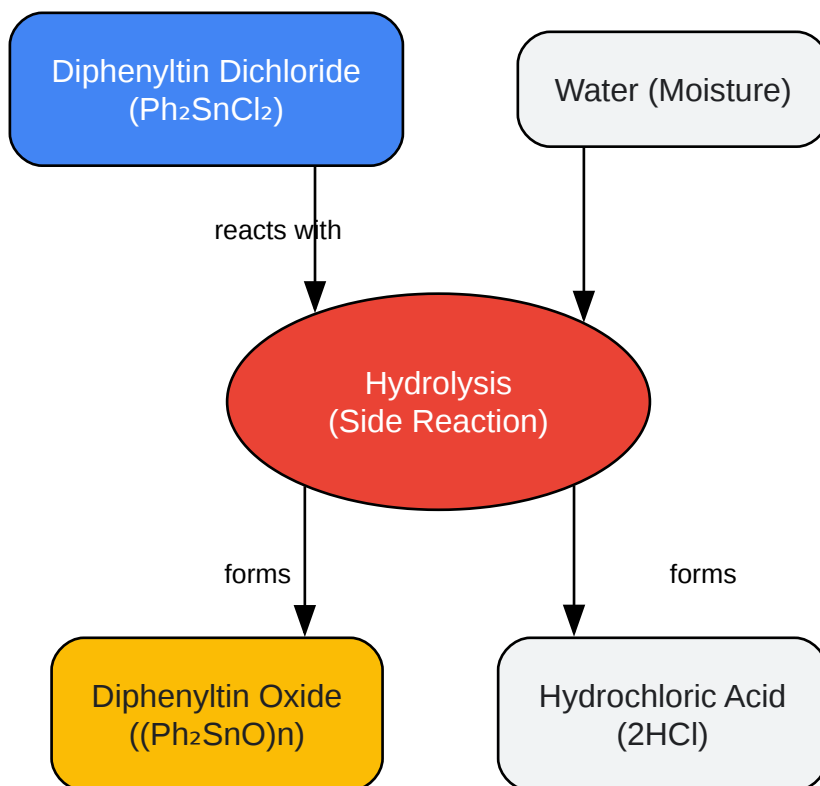 Diphenyltin Dichloride
(Ph₂SnCl₂)
Water (Moisture)
reacts with
Hydrolysis
(Side Reaction)
forms
forms
Diphenyltin Oxide
((Ph₂SnO)n)
Hydrochloric Acid
(2HCl)